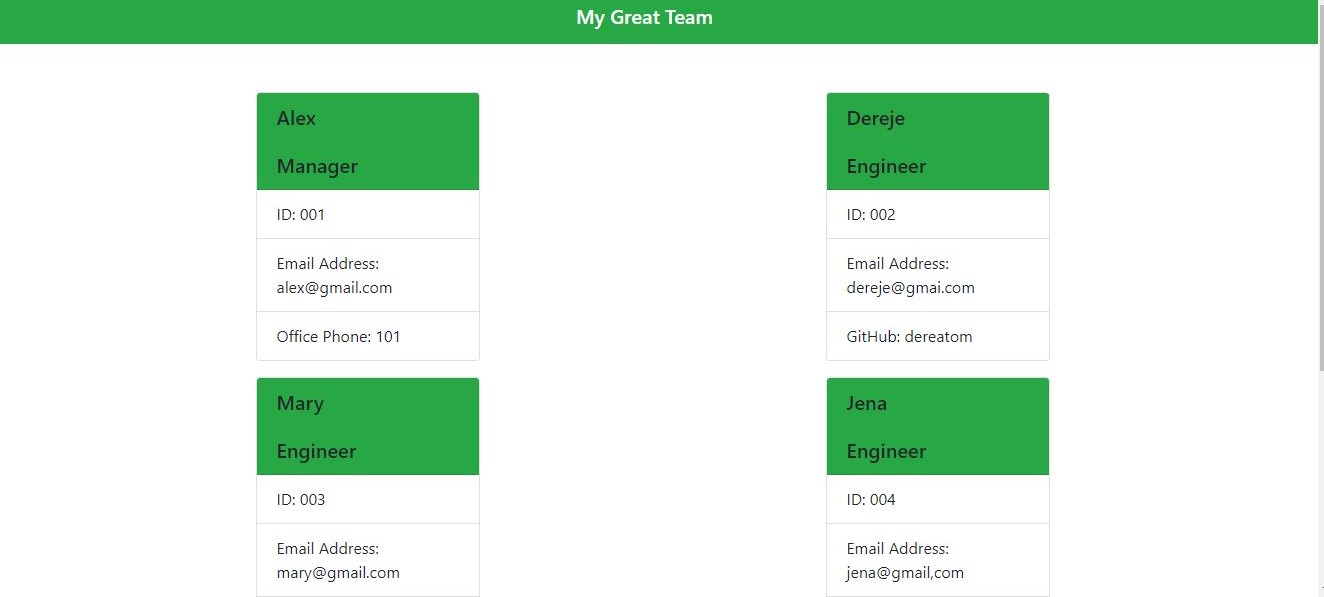 My Great Team
Alex
Manager
ID: 001
Email Address:
alex@gmail.com
Office Phone: 101
Dereje
Engineer
ID: 002
Email Address:
dereje@gmai.com
GitHub: dereatom
Mary
Engineer
ID: 003
Email Address:
mary@gmail.com
Jena
Engineer
ID: 004
Email Address:
jena@gmail,com